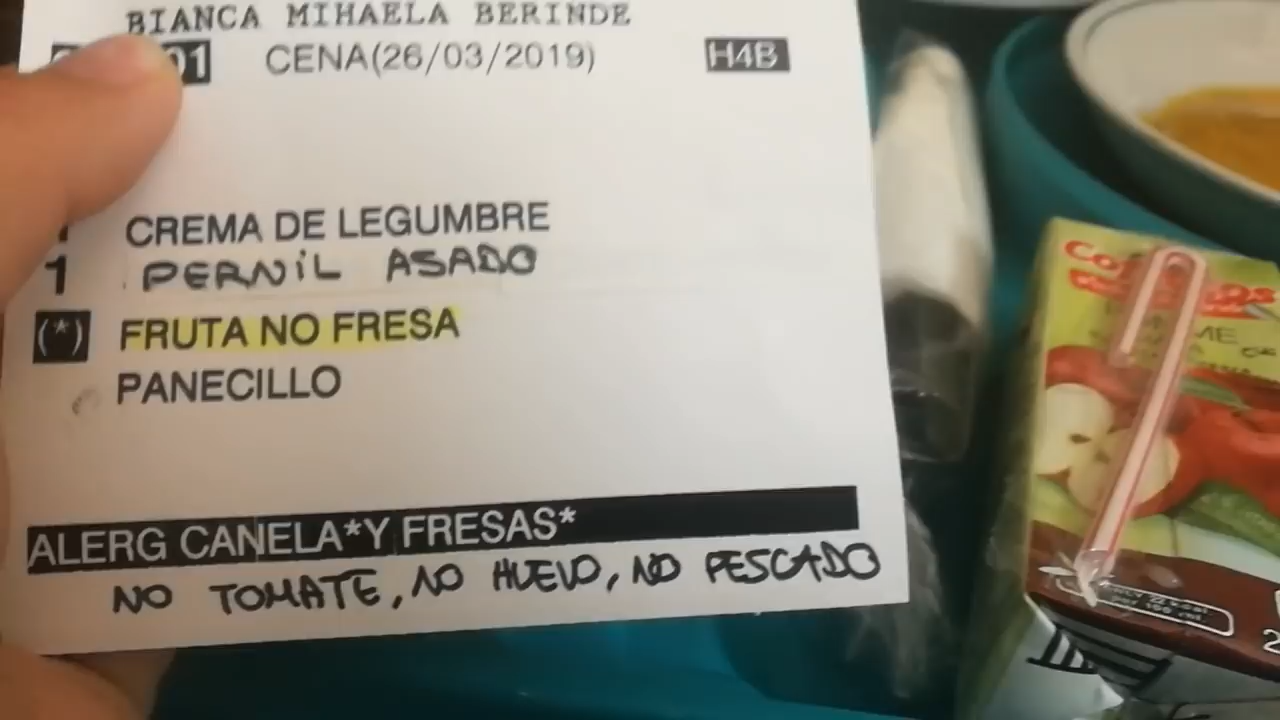 BIANCA MIHAELA BERINDE
01 CENA(26/03/2019) H4B
CREMA DE LEGUMBRE
1 PERNIL ASADO
(*) FRUTA NO FRESA
PANECILLO
ALERG CANELA*Y FRESAS*
NO TOMATE, NO HUEVO, NO PESCADO